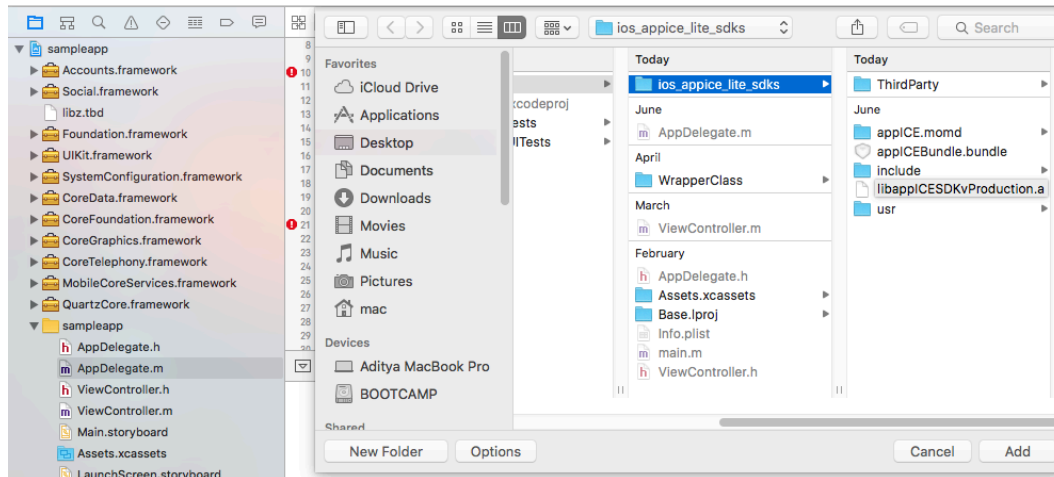 sampleapp
Accounts.framework
Social.framework
libz.tbd
Foundation.framework
UIKit.framework
SystemConfiguration.framework
CoreData.framework
CoreFoundation.framework
CoreGraphics.framework
CoreTelephony.framework
MobileCoreServices.framework
QuartzCore.framework
sampleapp
AppDelegate.h
AppDelegate.m
ViewController.h
ViewController.m
Main.storyboard
Assets.xcassets
LaunchScreen.storyboard
8
9
10
11
12
13
14
15
16
17
18
19
20
21
22
23
24
25
26
27
28
29
30
ios_appice_lite_sdks
Search
Favorites
iCloud Drive
Applications
Desktop
Documents
Downloads
Movies
Music
Pictures
mac
Devices
Aditya MacBook Pro
BOOTCAMP
Shared
xcodeproj
ests
JITests
Today
ios_appice_lite_sdks
June
AppDelegate.m
April
WrapperClass
March
ViewController.m
February
AppDelegate.h
Assets.xcassets
Base.lproj
Info.plist
main.m
ViewController.h
Today
ThirdParty
June
appICE.momd
appICEBundle.bundle
include
libappICESDKvProduction.a
usr
New Folder
Options
Cancel
Add